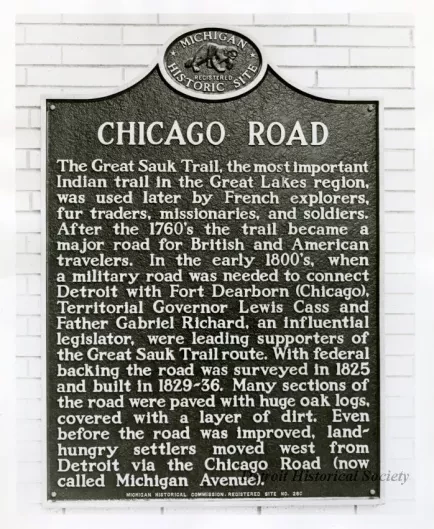 MICHIGAN
REGISTERED
HISTORIC SITE
CHICAGO ROAD
The Great Sauk Trail, the most important
Indian trail in the Great Lakes region,
was used later by French explorers,
fur traders, missionaries, and soldiers.
After the 1760's the trail became a
major road for British and American
travelers. In the early 1800's, when
a military road was needed to connect
Detroit with Fort Dearborn (Chicago),
Territorial Governor Lewis Cass and
Father Gabriel Richard, an influential
legislator, were leading supporters of
the Great Sauk Trail route. With federal
backing the road was surveyed in 1825
and built in 1829-36. Many sections of
the road were paved with huge oak logs,
covered with a layer of dirt. Even
before the road was improved, land-
hungry settlers moved west from
Detroit via the Chicago Road (now
called Michigan Avenue).
Detroit Historical Society
MICHIGAN HISTORICAL COMMISSION. REGISTERED SITE NO.